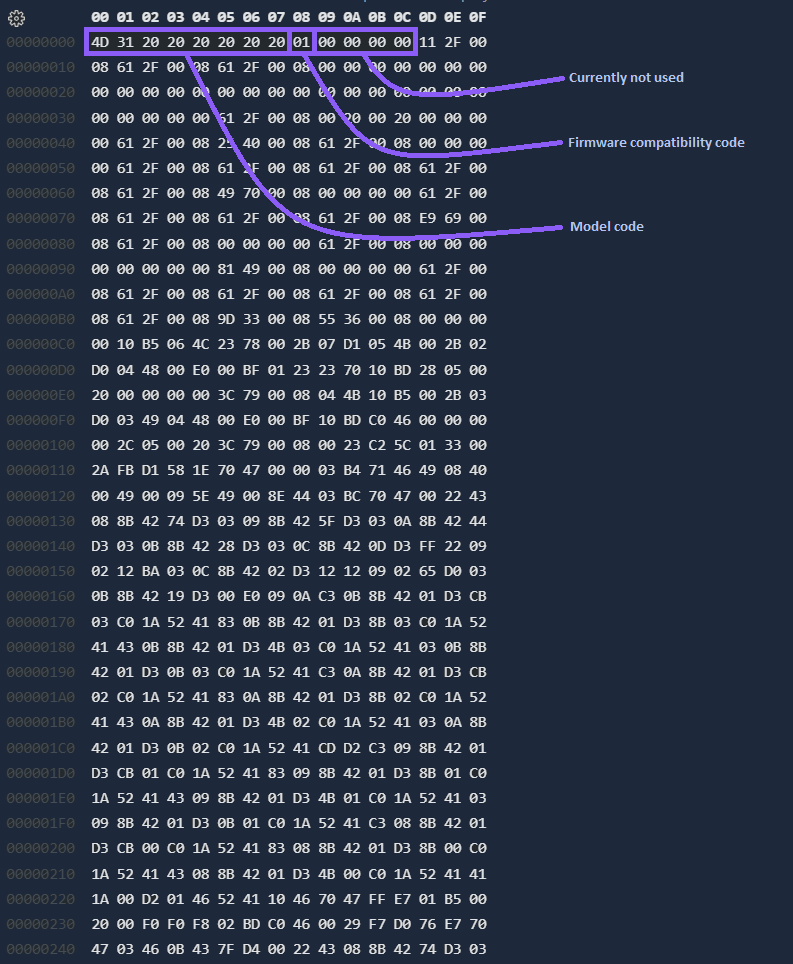 00 01 02 03 04 05 06 07 08 09 0A 0B 0C 0D 0E 0F
00000000 4D 31 20 20 20 20 20 20 01 00 00 00 00 11 2F 00
00000010 08 61 2F 00 08 61 2F 00 08 00 00 00 00 00 00 00
Currently not used
00000020 00 00 00 00 00 00 00 00 00 00 00 00 00 00 00 00
00000030 00 00 00 00 00 61 2F 00 08 00 20 00 20 00 00 00
00000040 00 61 2F 00 08 25 40 00 08 61 2F 00 08 00 00 00
Firmware compatibility code
00000050 00 61 2F 00 08 61 2F 00 08 61 2F 00 08 61 2F 00
00000060 08 61 2F 00 08 49 70 00 08 00 00 00 00 61 2F 00
00000070 08 61 2F 00 08 61 2F 00 08 61 2F 00 08 E9 69 00
Model code
00000080 08 61 2F 00 08 00 00 00 00 61 2F 00 08 00 00 00
00000090 00 00 00 00 00 81 49 00 08 00 00 00 00 61 2F 00
000000A0 08 61 2F 00 08 61 2F 00 08 61 2F 00 08 61 2F 00
000000B0 08 61 2F 00 08 9D 33 00 08 55 36 00 08 00 00 00
000000C0 00 10 B5 06 4C 23 78 00 2B 07 D1 05 4B 00 2B 02
000000D0 D0 04 48 00 E0 00 BF 01 23 23 70 10 BD 28 05 00
000000E0 20 00 00 00 00 3C 79 00 08 04 4B 10 B5 00 2B 03
000000F0 D0 03 49 04 48 00 E0 00 BF 10 BD C0 46 00 00 00
00000100 00 2C 05 00 20 3C 79 00 08 00 23 C2 5C 01 33 00
00000110 2A FB D1 58 1E 70 47 00 00 03 B4 71 46 49 08 40
00000120 00 49 00 09 5E 49 00 8E 44 03 BC 70 47 00 22 43
00000130 08 8B 42 74 D3 03 09 8B 42 5F D3 03 0A 8B 42 44
00000140 D3 03 0B 8B 42 28 D3 03 0C 8B 42 0D D3 FF 22 09
00000150 02 12 BA 03 0C 8B 42 02 D3 12 12 09 02 65 D0 03
00000160 0B 8B 42 19 D3 00 E0 09 0A C3 0B 8B 42 01 D3 CB
00000170 03 C0 1A 52 41 83 0B 8B 42 01 D3 8B 03 C0 1A 52
00000180 41 43 0B 8B 42 01 D3 4B 03 C0 1A 52 41 03 0B 8B
00000190 42 01 D3 0B 03 C0 1A 52 41 C3 0A 8B 42 01 D3 CB
000001A0 02 C0 1A 52 41 83 0A 8B 42 01 D3 8B 02 C0 1A 52
000001B0 41 43 0A 8B 42 01 D3 4B 02 C0 1A 52 41 03 0A 8B
000001C0 42 01 D3 0B 02 C0 1A 52 41 CD D2 C3 09 8B 42 01
000001D0 D3 CB 01 C0 1A 52 41 83 09 8B 42 01 D3 8B 01 C0
000001E0 1A 52 41 43 09 8B 42 01 D3 4B 01 C0 1A 52 41 03
000001F0 09 8B 42 01 D3 0B 01 C0 1A 52 41 C3 08 8B 42 01
00000200 D3 CB 00 C0 1A 52 41 83 08 8B 42 01 D3 8B 00 C0
00000210 1A 52 41 43 08 8B 42 01 D3 4B 00 C0 1A 52 41 41
00000220 1A 00 D2 01 46 52 41 10 46 70 47 FF E7 01 B5 00
00000230 20 00 F0 F0 F8 02 BD C0 46 00 29 F7 D0 76 E7 70
00000240 47 03 46 0B 43 7F D4 00 22 43 08 8B 42 74 D3 03